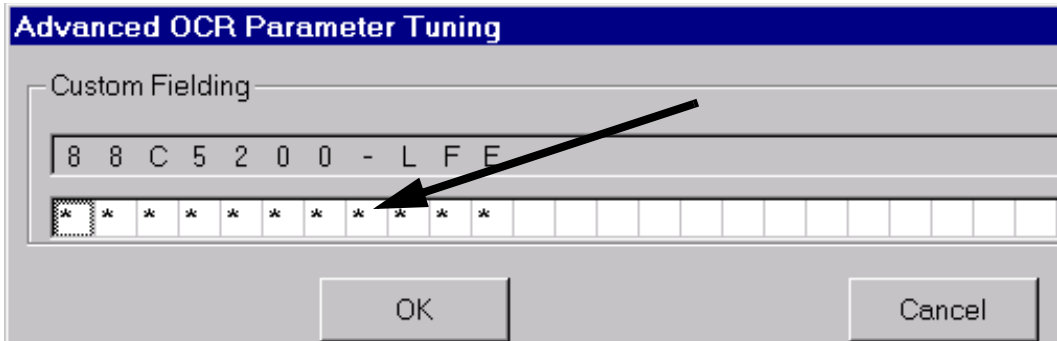 Advanced OCR Parameter Tuning
Custom Fielding
8 8 C 5 2 0 0 - L F E
* * * * * * * * * * *
OK Cancel